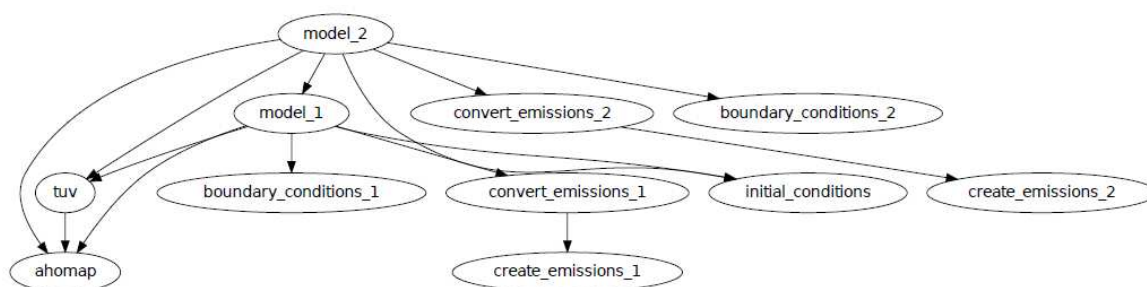 model_2
model_1
convert_emissions_2
boundary_conditions_2
tuv
boundary_conditions_1
convert_emissions_1
initial_conditions
create_emissions_2
ahomap
create_emissions_1